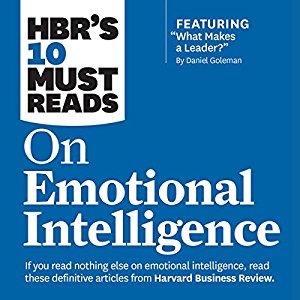 HBR'S
10
MUST
READS
FEATURING
“What Makes
a Leader?”
By Daniel Goleman
On
Emotional
Intelligence
If you read nothing else on emotional intelligence, read
these definitive articles from Harvard Business Review.